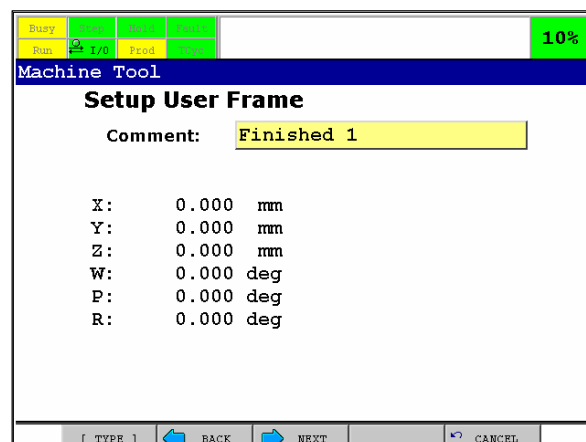 Busy Step Hold Fault
10%
Run I/O Prod TCyc
Machine Tool
Setup User Frame
Comment: Finished 1
X: 0.000 mm
Y: 0.000 mm
Z: 0.000 mm
W: 0.000 deg
P: 0.000 deg
R: 0.000 deg
[ TYPE ] BACK NEXT CANCEL